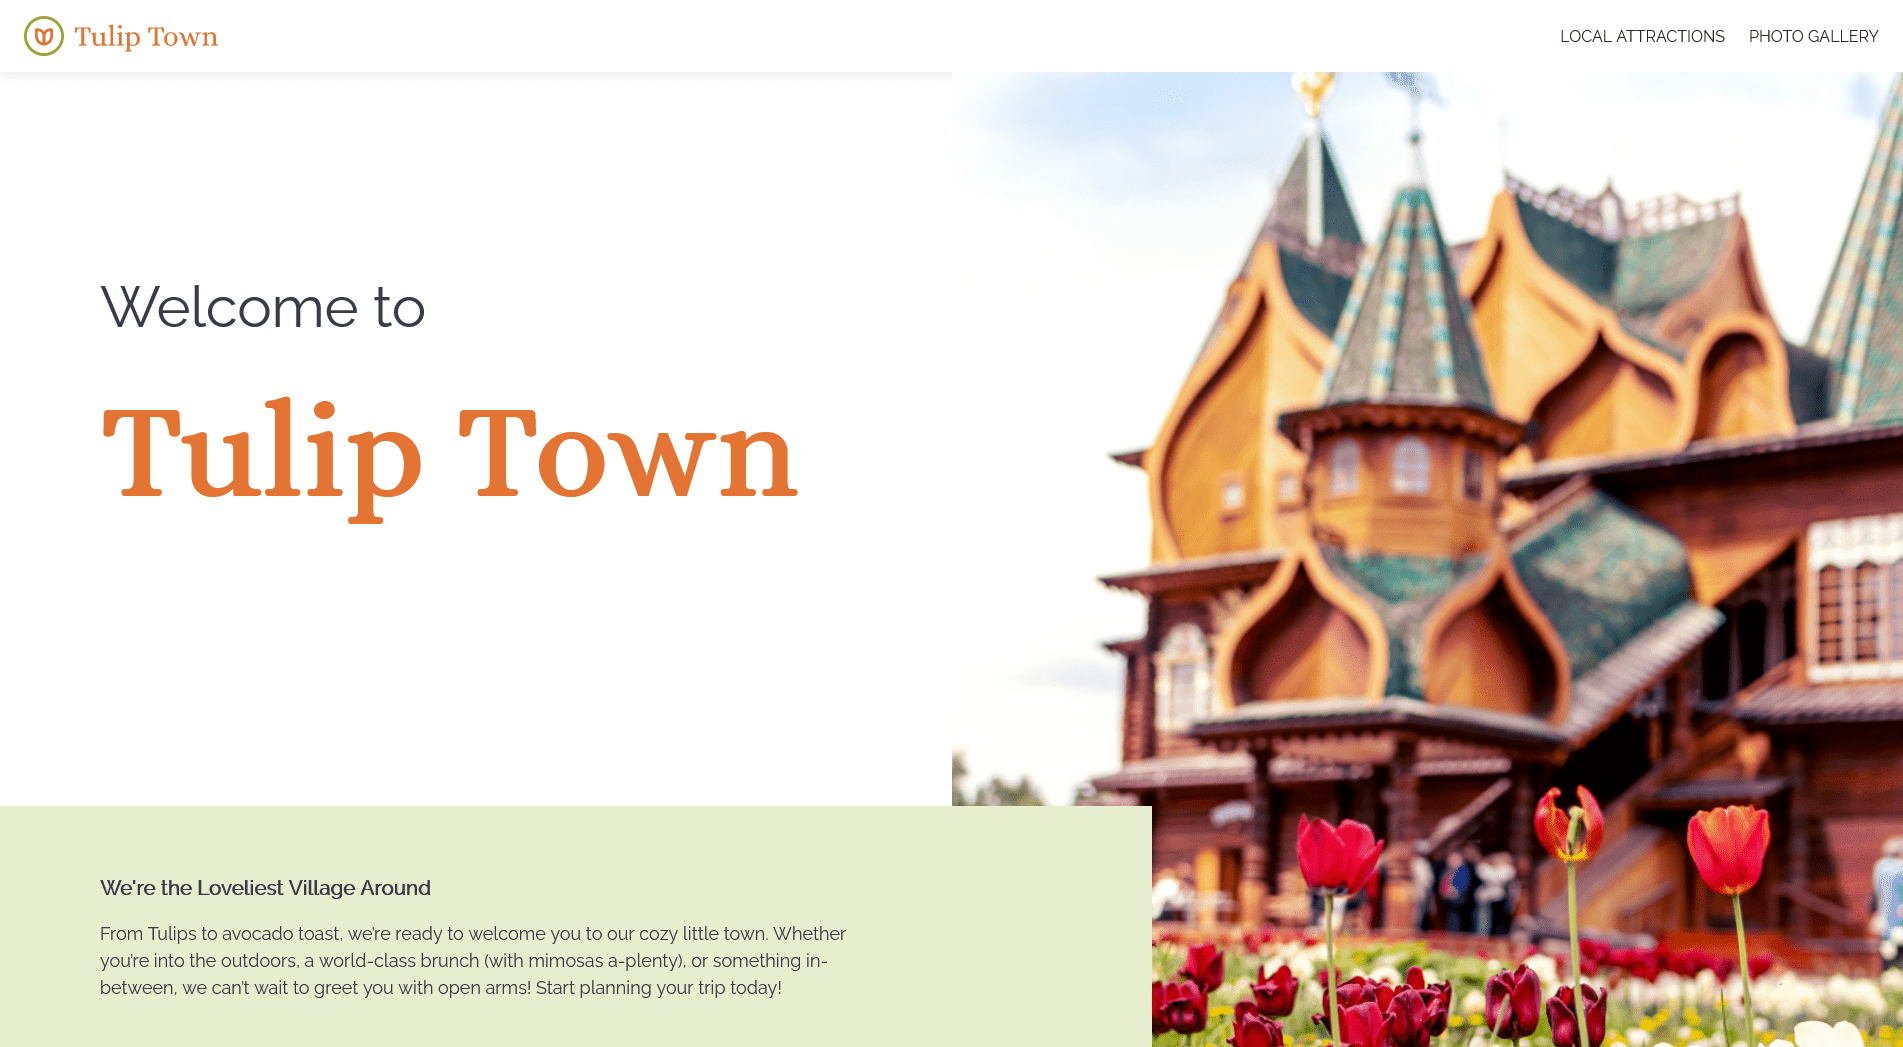 Tulip Town
LOCAL ATTRACTIONS
PHOTO GALLERY
Welcome to
Tulip Town
We're the Loveliest Village Around
From Tulips to avocado toast, we’re ready to welcome you to our cozy little town. Whether
you’re into the outdoors, a world-class brunch (with mimosas a-plenty), or something in-
between, we can’t wait to greet you with open arms! Start planning your trip today!